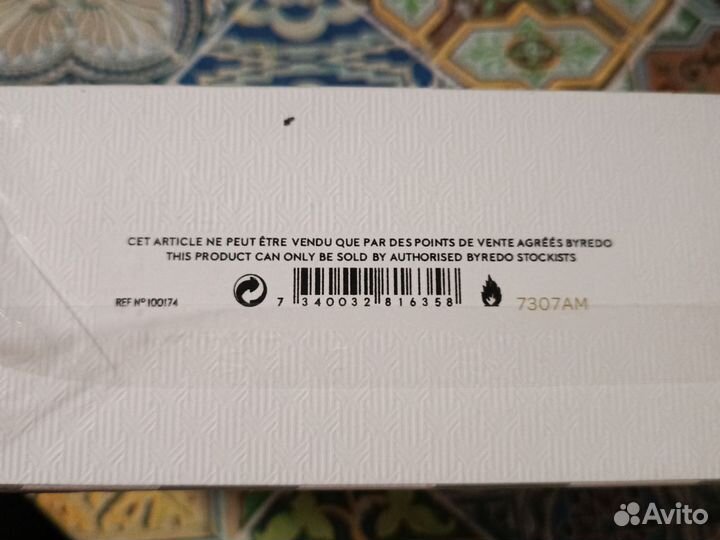 CET ARTICLE NE PEUT ÊTRE VENDU QUE PAR DES POINTS DE VENTE AGRÉÉS BYREDO
THIS PRODUCT CAN ONLY BE SOLD BY AUTHORISED BYREDO STOCKISTS
REF Nº100174
7 340032 816358
7307AM
Avito